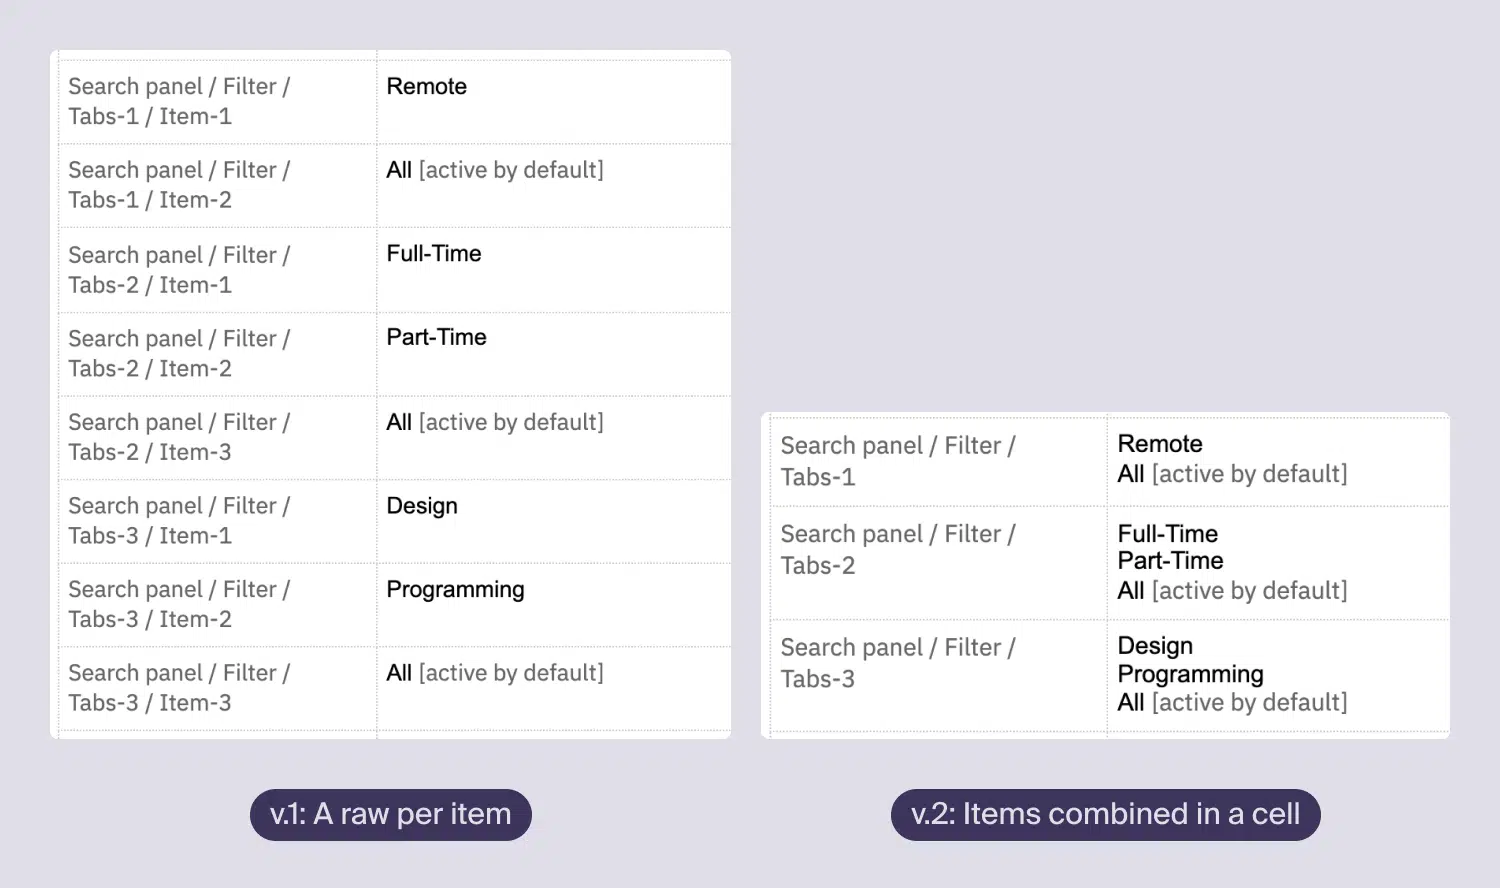 Search panel / Filter /
Tabs-1 / Item-1
Remote
Search panel / Filter /
Tabs-1 / Item-2
All [active by default]
Search panel / Filter /
Tabs-2 / Item-1
Full-Time
Search panel / Filter /
Tabs-2 / Item-2
Part-Time
Search panel / Filter /
Tabs-2 / Item-3
All [active by default]
Search panel / Filter /
Tabs-3 / Item-1
Design
Search panel / Filter /
Tabs-3 / Item-2
Programming
Search panel / Filter /
Tabs-3 / Item-3
All [active by default]
v.1: A raw per item
Search panel / Filter /
Tabs-1
Remote
All [active by default]
Search panel / Filter /
Tabs-2
Full-Time
Part-Time
All [active by default]
Search panel / Filter /
Tabs-3
Design
Programming
All [active by default]
v.2: Items combined in a cell